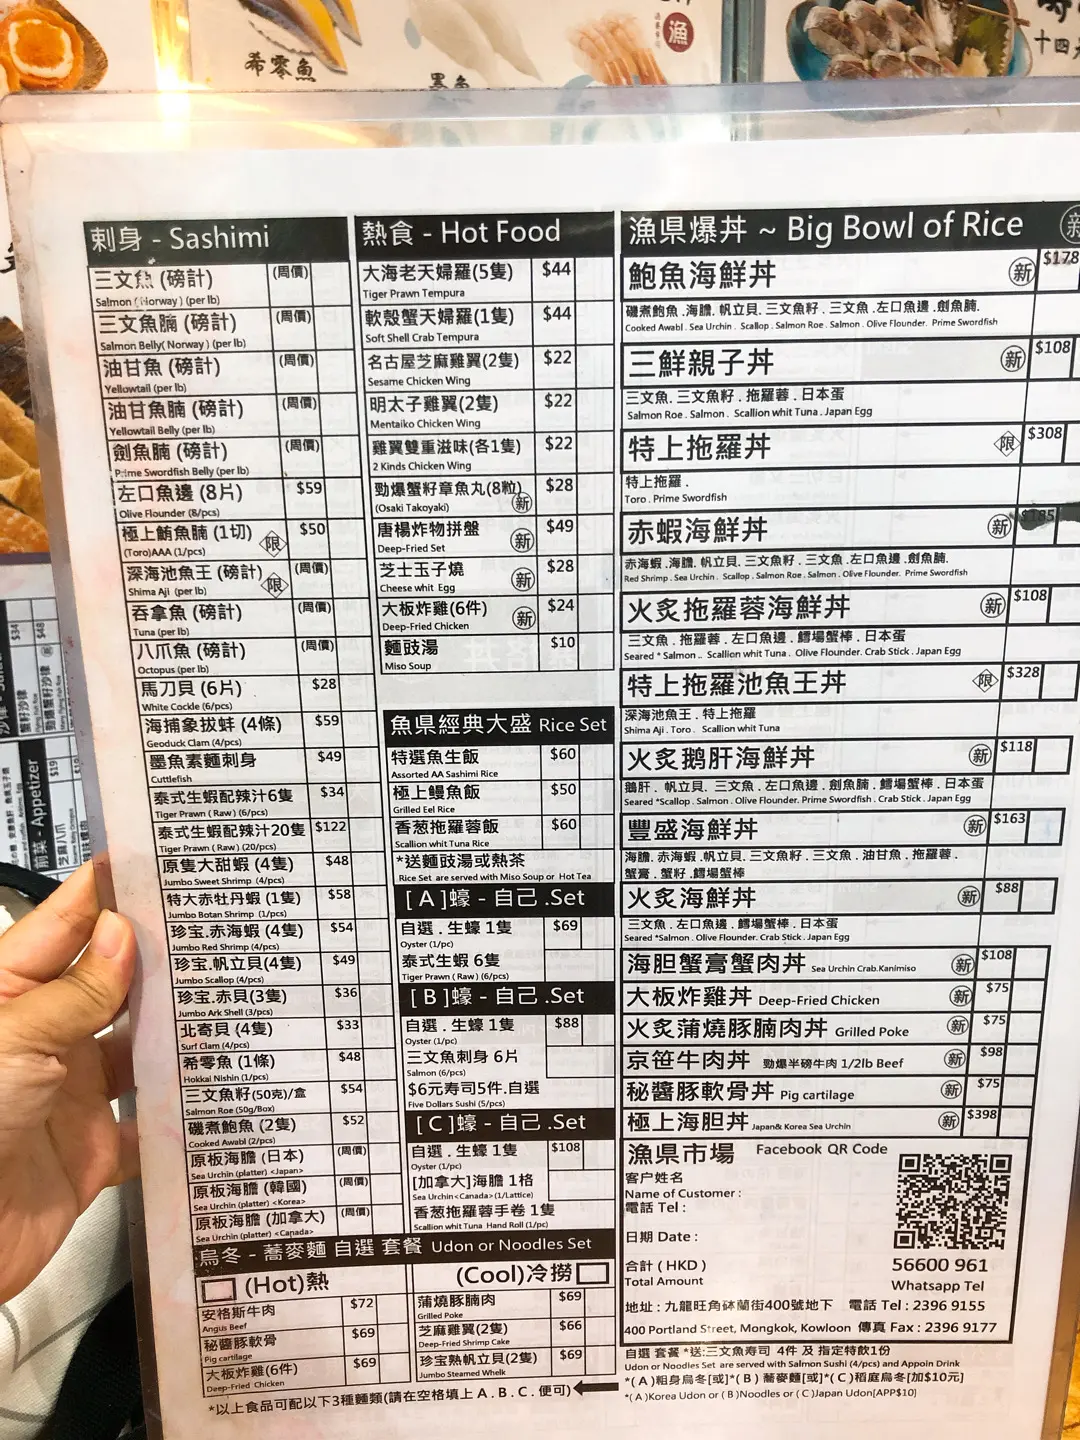 希零魚
漁
十四
刺身 - Sashimi
三文魚 (磅計) (周價)
Salmon (Norway) (per lb)
三文魚腩 (磅計) (周價)
Salmon Belly( Norway ) (per lb)
油甘魚 (磅計) (周價)
Yellowtail (per lb)
油甘魚腩 (磅計) (周價)
Yellowtail Belly (per lb)
劍魚腩 (磅計) (周價)
Prime Swordfish Belly (per lb)
左口魚邊 (8片) $59
Olive Flounder (8/pcs)
極上鮪魚腩 (1切) 限 $50
(Toro)AAA (1/pcs)
深海池魚王 (磅計) 限 (周價)
Shima Aji (per lb)
吞拿魚 (磅計) (周價)
Tuna (per lb)
八爪魚 (磅計) (周價)
Octopus (per lb)
馬刀貝 (6片) $28
White Cockle (6/pcs)
海捕象拔蚌 (4條) $59
Geoduck Clam (4/pcs)
墨魚素麵刺身 $49
Cuttlefish
泰式生蝦配辣汁6隻 $34
Tiger Prawn ( Raw ) (6/pcs)
泰式生蝦配辣汁20隻 $122
Tiger Prawn ( Raw ) (20/pcs)
原隻大甜蝦 (4隻) $48
Jumbo Sweet Shrimp (4/pcs)
特大赤牡丹蝦 (1隻) $58
Jumbo Botan Shrimp (1/pcs)
珍宝.赤海蝦 (4隻) $54
Jumbo Red Shrimp (4/pcs)
珍宝.帆立貝(4隻) $49
Jumbo Scallop (4/pcs)
珍宝.赤貝(3隻) $36
Jumbo Ark Shell (3/pcs)
北寄貝 (4隻) $33
Surf Clam (4/pcs)
希零魚 (1條) $48
Hokkai Nishin (1/pcs)
三文魚籽(50克)/盒 $54
Salmon Roe (50g/Box)
磯煮鮑魚 (2隻) $52
Cooked Awabl (2/pcs)
原板海膽 (日本) (周價)
Sea Urchin (platter) <Japan>
原板海膽 (韓國) (周價)
Sea Urchin (platter) <Korea>
原板海膽 (加拿大) (周價)
Sea Urchin (platter) <Canada>
熱食 - Hot Food
大海老天婦羅(5隻) $44
Tiger Prawn Tempura
軟殼蟹天婦羅(1隻) $44
Soft Shell Crab Tempura
名古屋芝麻雞翼(2隻) $22
Sesame Chicken Wing
明太子雞翼(2隻) $22
Mentaiko Chicken Wing
雞翼雙重滋味(各1隻) $22
2 Kinds Chicken Wing
勁爆蟹籽章魚丸(8粒) 新 $28
(Osaki Takoyaki)
唐楊炸物拼盤 新 $49
Deep-Fried Set
芝士玉子燒 新 $28
Cheese whit Egg
大板炸雞(6件) 新 $24
Deep-Fried Chicken
麵豉湯 $10
Miso Soup
魚県經典大盛 Rice Set
特選魚生飯 $60
Assorted AA Sashimi Rice
極上鰻魚飯 $50
Grilled Eel Rice
香葱拖羅蓉飯 $60
Scallion whit Tuna Rice
*送麵豉湯或熱茶
Rice Set are served with Miso Soup or Hot Tea
[A]蠔 - 自己.Set
自選.生蠔 1隻 $69
Oyster (1/pc)
泰式生蝦 6隻
Tiger Prawn ( Raw ) (6/pcs)
[B]蠔 - 自己.Set
自選.生蠔 1隻 $88
Oyster (1/pc)
三文魚刺身 6片
Salmon (6/pcs)
$6元寿司5件.自選
Five Dollars Sushi (5/pcs)
[C]蠔 - 自己.Set
自選.生蠔 1隻 $108
Oyster (1/pc)
[加拿大]海膽 1格
Sea Urchin<Canada>(1/Lattice)
香葱拖羅蓉手卷 1隻
Scallion whit Tuna Hand Roll (1/pc)
漁県爆丼 ~ Big Bowl of Rice 新
鮑魚海鮮丼 新 $178
磯煮鮑魚.海膽.帆立貝.三文魚籽.三文魚.左口魚邊.劍魚腩.
Cooked Awabl . Sea Urchin . Scallop . Salmon Roe . Salmon . Olive Flounder. Prime Swordfish
三鮮親子丼 新 $108
三文魚.三文魚籽.拖羅蓉.日本蛋
Salmon Roe . Salmon . Scallion whit Tuna . Japan Egg
特上拖羅丼 限 $308
特上拖羅.
Toro . Prime Swordfish
赤蝦海鮮丼 新 $185
赤海蝦.海膽.帆立貝.三文魚籽.三文魚.左口魚邊.劍魚腩.
Red Shrimp . Sea Urchin . Scallop . Salmon Roe . Salmon . Olive Flounder. Prime Swordfish
火炙拖羅蓉海鮮丼 新 $108
三文魚.拖羅蓉.左口魚邊.鱈場蟹棒.日本蛋
Seared * Salmon .. Scallion whit Tuna . Olive Flounder. Crab Stick . Japan Egg
特上拖羅池魚王丼 限 $328
深海池魚王.特上拖羅
Shima Aji . Toro . Scallion whit Tuna
火炙鹅肝海鮮丼 新 $118
鵝肝.帆立貝.三文魚.左口魚邊.劍魚腩.鱈場蟹棒.日本蛋
Seared *Scallop . Salmon . Olive Flounder. Prime Swordfish . Crab Stick . Japan Egg
豐盛海鮮丼 新 $163
海膽.赤海蝦.帆立貝.三文魚籽.三文魚.油甘魚.拖羅蓉.
蟹膏.蟹籽.鱈場蟹棒
火炙海鮮丼 新 $88
三文魚.左口魚邊.鱈場蟹棒.日本蛋
Seared *Salmon . Olive Flounder. Crab Stick . Japan Egg
海胆蟹膏蟹肉丼 Sea Urchin Crab.Kanimiso 新 $108
大板炸雞丼 Deep-Fried Chicken 新 $75
火炙蒲燒豚腩肉丼 Grilled Poke 新 $75
京笹牛肉丼 勁爆半磅牛肉 1/2lb Beef 新 $98
秘醬豚軟骨丼 Pig cartilage 新 $75
極上海胆丼 Japan& Korea Sea Urchin 新 $398
漁県市場 Facebook QR Code
客戶姓名
Name of Customer :
電話 Tel :
日期 Date :
合計 ( HKD )
Total Amount
56600 961
Whatsapp Tel
地址 : 九龍旺角砵蘭街400號地下 電話 Tel : 2396 9155
400 Portland Street, Mongkok, Kowloon 傳真 Fax : 2396 9177
烏冬 - 蕎麥麵 自選 套餐 Udon or Noodles Set
(Hot)熱
安格斯牛肉 $72
Angus Beef
秘醬豚軟骨 $69
Pig cartilage
大板炸雞(6件) $69
Deep-Fried Chicken
(Cool)冷撈
蒲燒豚腩肉 $69
Grilled Poke
芝麻雞翼(2隻) $66
Deep-Fried Shrimp Cake
珍宝熟帆立貝(2隻) $69
Jumbo Steamed Whelk
*以上食品可配以下3種麵類(請在空格填上 A . B . C . 便可)
自選 套餐 *送:三文魚寿司 4件 及 指定特飲1份
Udon or Noodles Set are served with Salmon Sushi (4/pcs) and Appoin Drink
*(A)粗身烏冬[或]*(B)蕎麥麵[或]*(C)稻庭烏冬[加$10元]
*(A)Korea Udon or (B)Noodles or (C)Japan Udon[APP$10]
$34
$48
前菜 - Appetizer
$19